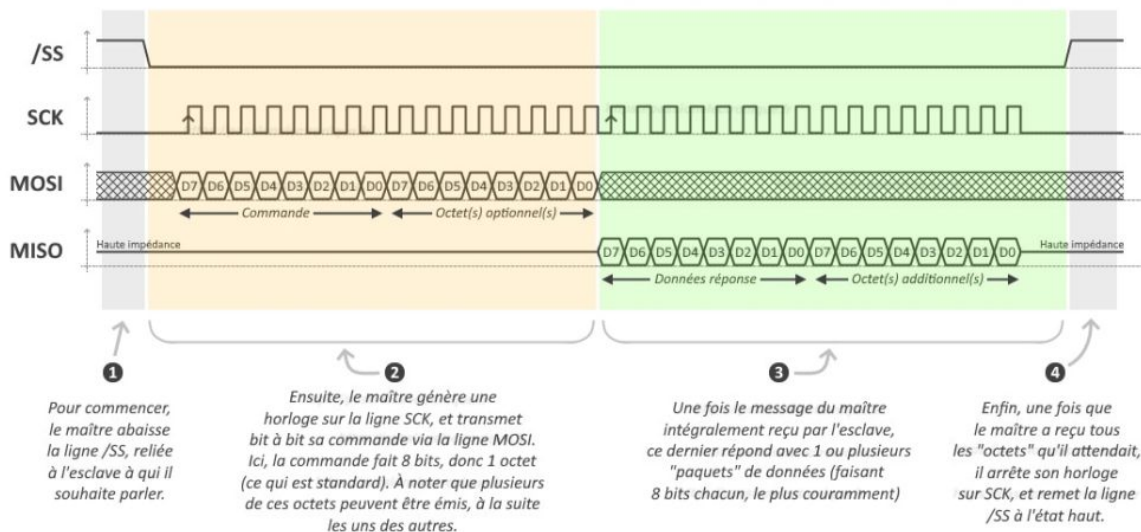 /SS
SCK
MOSI
D7 D6 D5 D4 D3 D2 D1 D0 D7 D6 D5 D4 D3 D2 D1 D0
Commande
Octet(s) optionnel(s)
MISO
Haute impédance
D7 D6 D5 D4 D3 D2 D1 D0 D7 D6 D5 D4 D3 D2 D1 D0
Haute impédance
Données réponse
Octet(s) additionnel(s)
1
Pour commencer,
le maître abaisse
la ligne /SS, reliée
à l'esclave à qui il
souhaite parler.
2
Ensuite, le maître génère une
horloge sur la ligne SCK, et transmet
bit à bit sa commande via la ligne MOSI.
Ici, la commande fait 8 bits, donc 1 octet
(ce qui est standard). À noter que plusieurs
de ces octets peuvent être émis, à la suite
les uns des autres.
3
Une fois le message du maître
intégralement reçu par l'esclave,
ce dernier répond avec 1 ou plusieurs
"paquets" de données (faisant
8 bits chacun, le plus couramment)
4
Enfin, une fois que
le maître a reçu tous
les "octets" qu'il attendait,
il arrête son horloge
sur SCK, et remet la ligne
/SS à l'état haut.